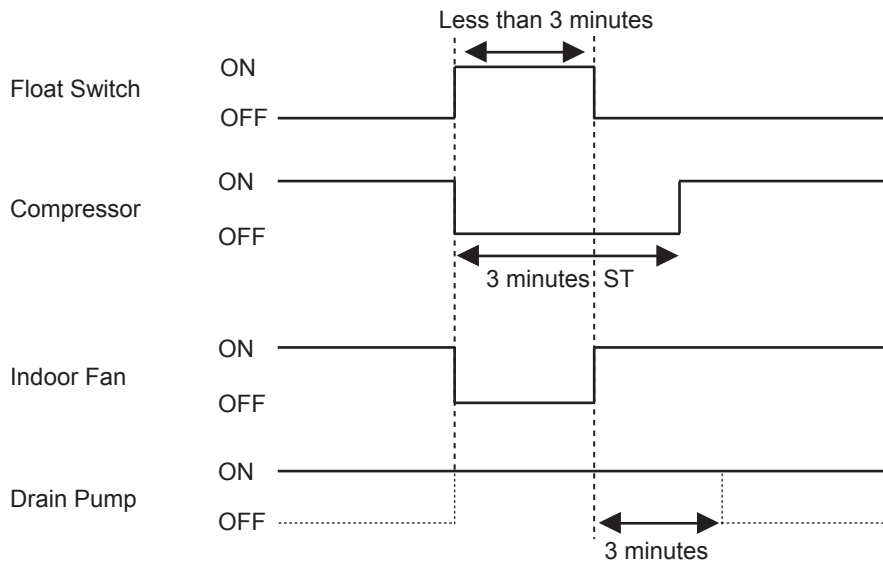 Less than 3 minutes
Float Switch
ON
OFF
Compressor
ON
OFF
3 minutes ST
Indoor Fan
ON
OFF
Drain Pump
ON
OFF
3 minutes